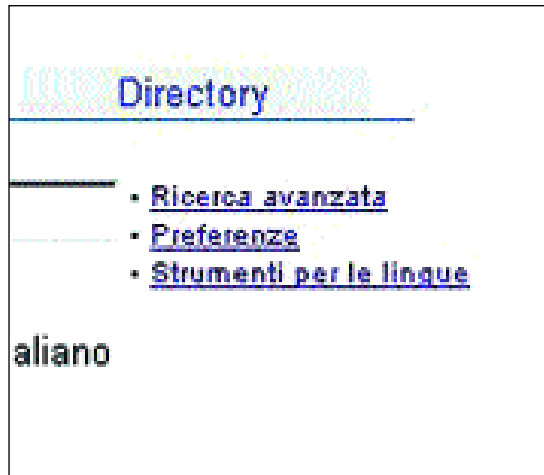 Directory
• Ricerca avanzata
• Preferenze
• Strumenti per le lingue
aliano